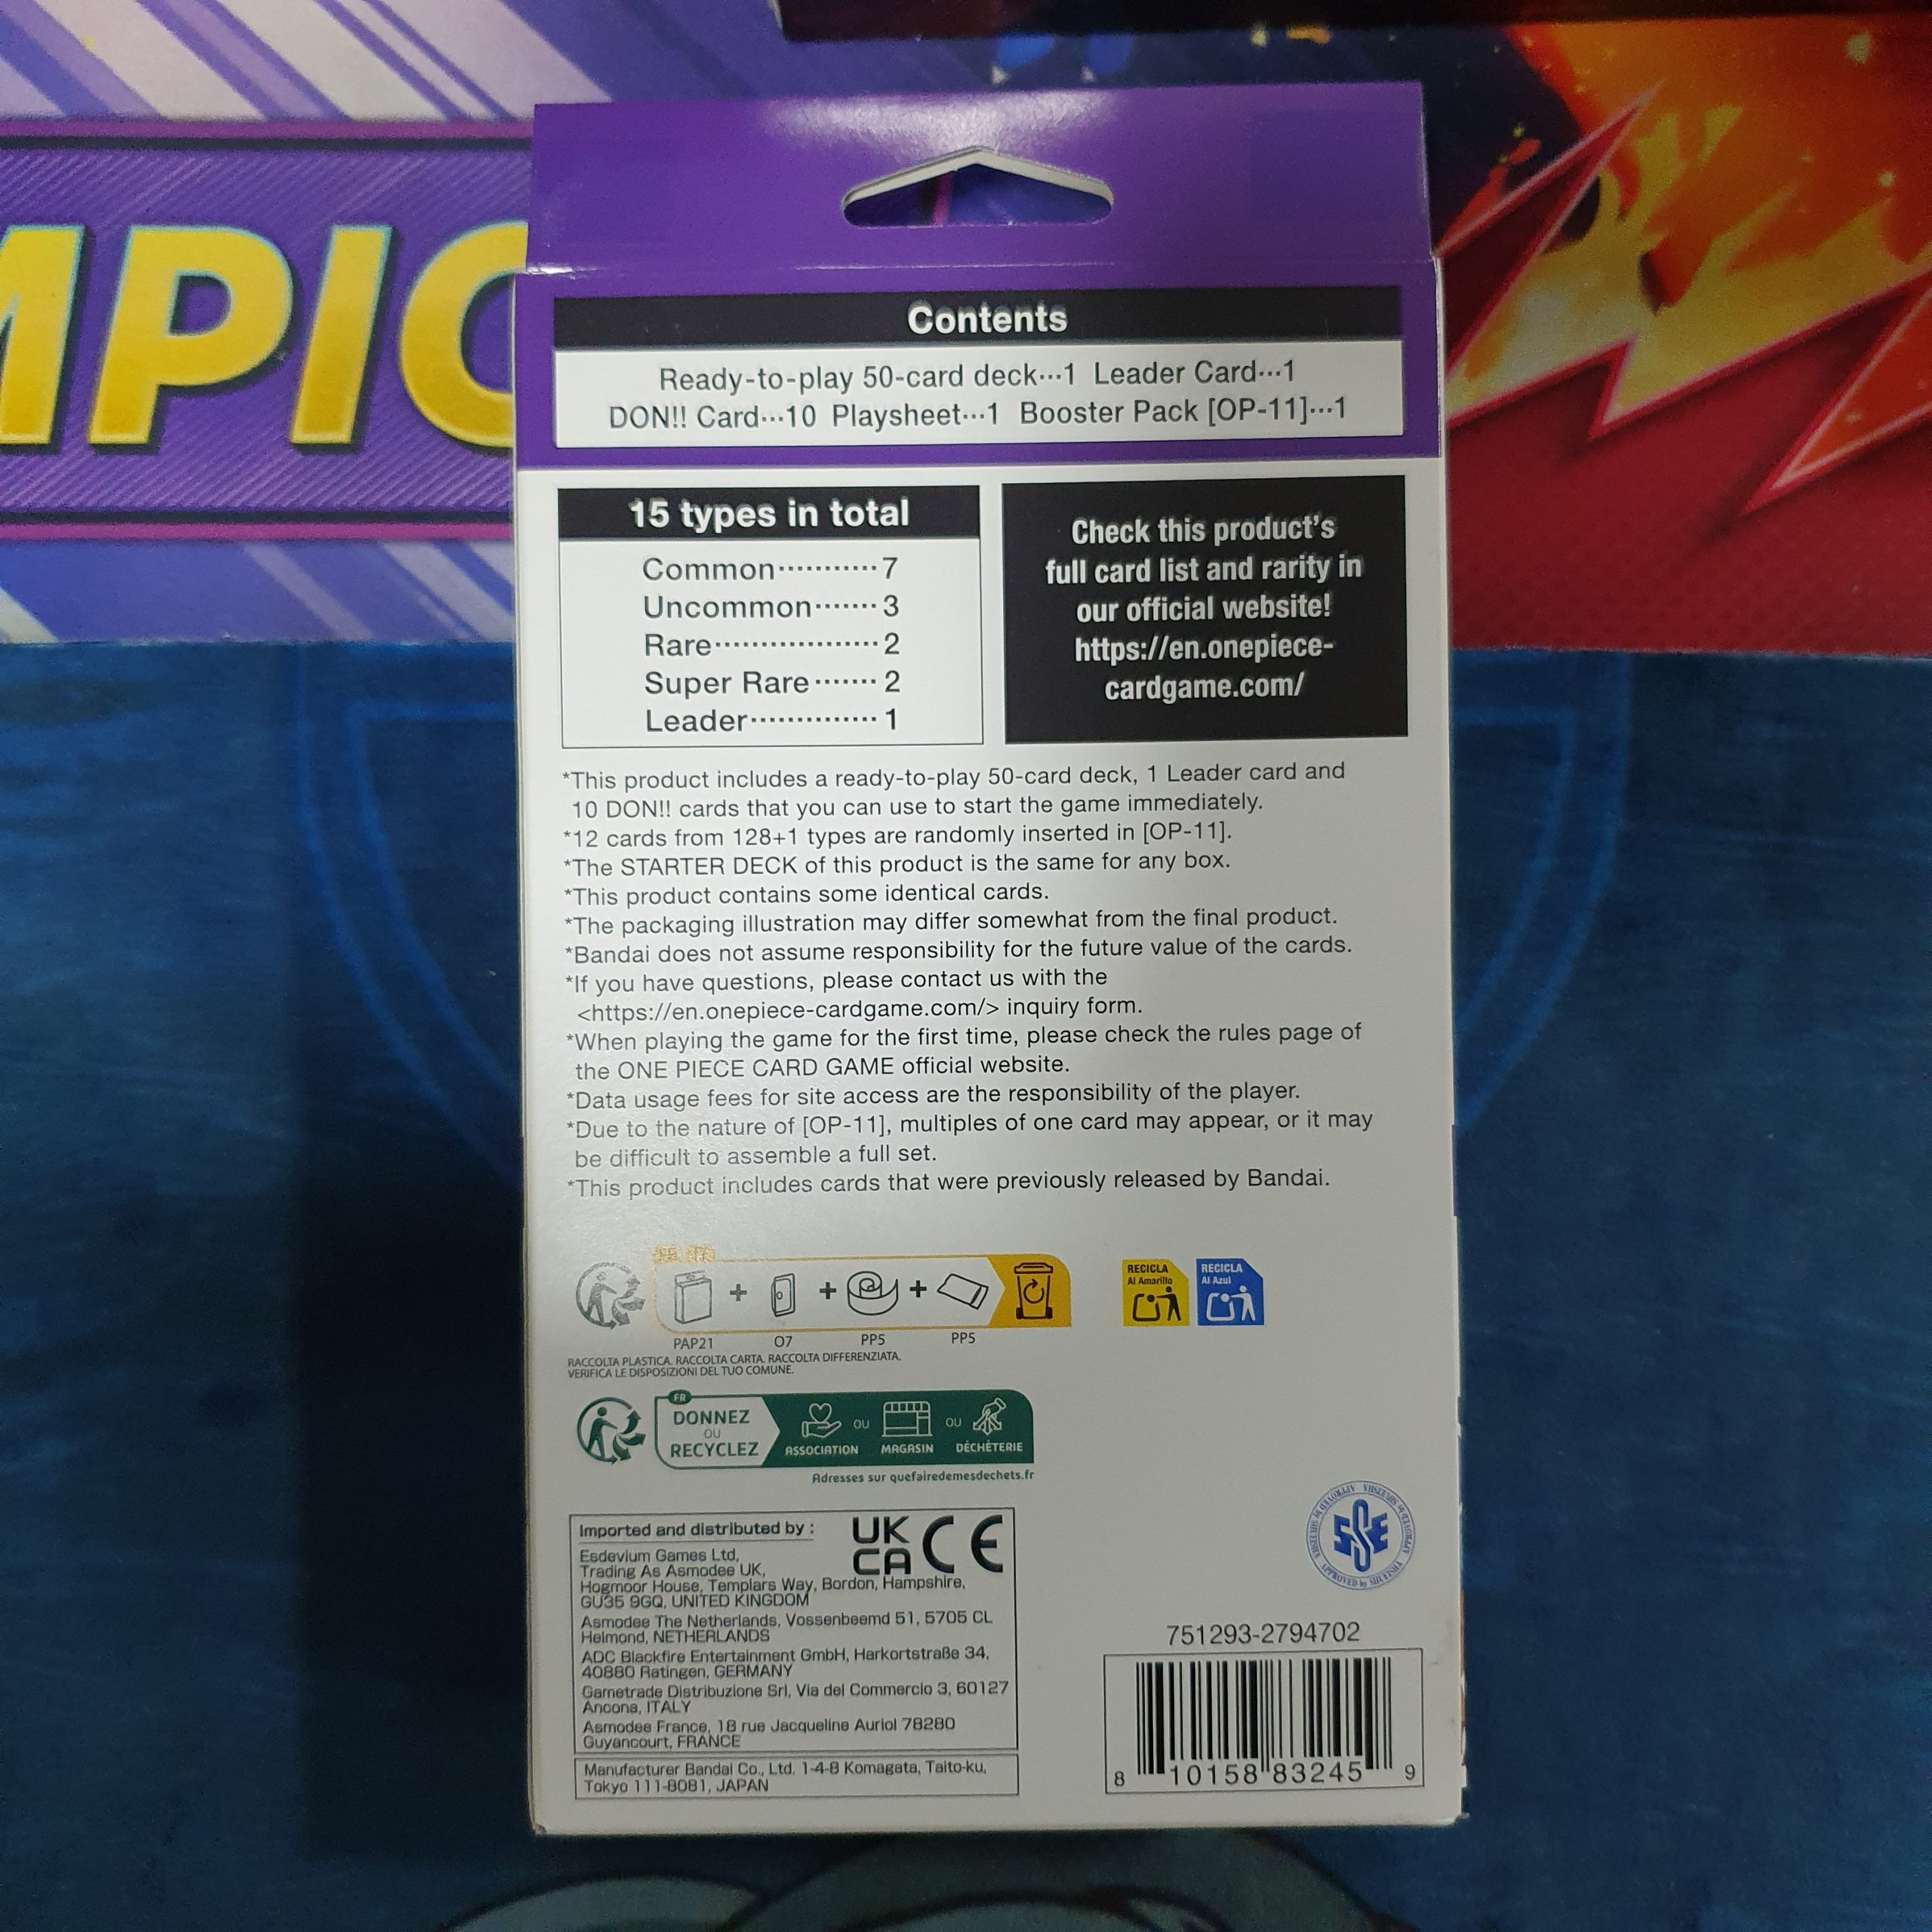 MPIO
Contents
Ready-to-play 50-card deck···1 Leader Card···1
DON!! Card···10 Playsheet···1 Booster Pack [OP-11]···1
15 types in total
Common···········7
Uncommon·······3
Rare··················2
Super Rare·······2
Leader··············1
Check this product's
full card list and rarity in
our official website!
https://en.onepiece-
cardgame.com/
*This product includes a ready-to-play 50-card deck, 1 Leader card and
10 DON!! cards that you can use to start the game immediately.
*12 cards from 128+1 types are randomly inserted in [OP-11].
*The STARTER DECK of this product is the same for any box.
*This product contains some identical cards.
*The packaging illustration may differ somewhat from the final product.
*Bandai does not assume responsibility for the future value of the cards.
*If you have questions, please contact us with the
<https://en.onepiece-cardgame.com/> inquiry form.
*When playing the game for the first time, please check the rules page of
the ONE PIECE CARD GAME official website.
*Data usage fees for site access are the responsibility of the player.
*Due to the nature of [OP-11], multiples of one card may appear, or it may
be difficult to assemble a full set.
*This product includes cards that were previously released by Bandai.
+ + +
PAP21 07 PP5 PP5
RECICLA
Al Amarillo
RECICLA
Al Azul
RACCOLTA PLASTICA. RACCOLTA CARTA. RACCOLTA DIFFERENZIATA.
VERIFICA LE DISPOSIZIONI DEL TUO COMUNE.
FR
DONNEZ
OU
RECYCLEZ
ASSOCIATION OU MAGASIN OU DÉCHÈTERIE
Adresses sur quefairedemesdechets.fr
Imported and distributed by :
UK
CA
CE
Esdevium Games Ltd,
Trading As Asmodee UK,
Hogmoor House, Templars Way, Bordon, Hampshire,
GU35 9GQ, UNITED KINGDOM
Asmodee The Netherlands, Vossenbeemd 51, 5705 CL
Helmond, NETHERLANDS
ADC Blackfire Entertainment GmbH, Harkortstraße 34,
40880 Ratingen, GERMANY
Gametrade Distribuzione Srl, Via del Commercio 3, 60127
Ancona, ITALY
Asmodee France, 18 rue Jacqueline Auriol 78280
Guyancourt, FRANCE
Manufacturer Bandai Co., Ltd. 1-4-8 Komagata, Taito-ku,
Tokyo 111-8081, JAPAN
APPROVED by SHUEISHA
751293-2794702
8 10158 83245 9